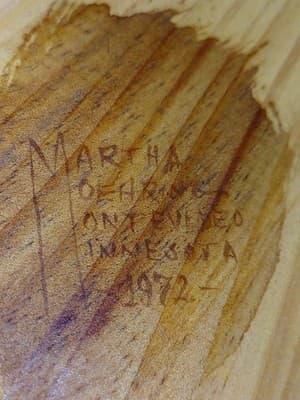 MARTHA
OEHRING
ONTEVIDEO
INNESOTA
1972-